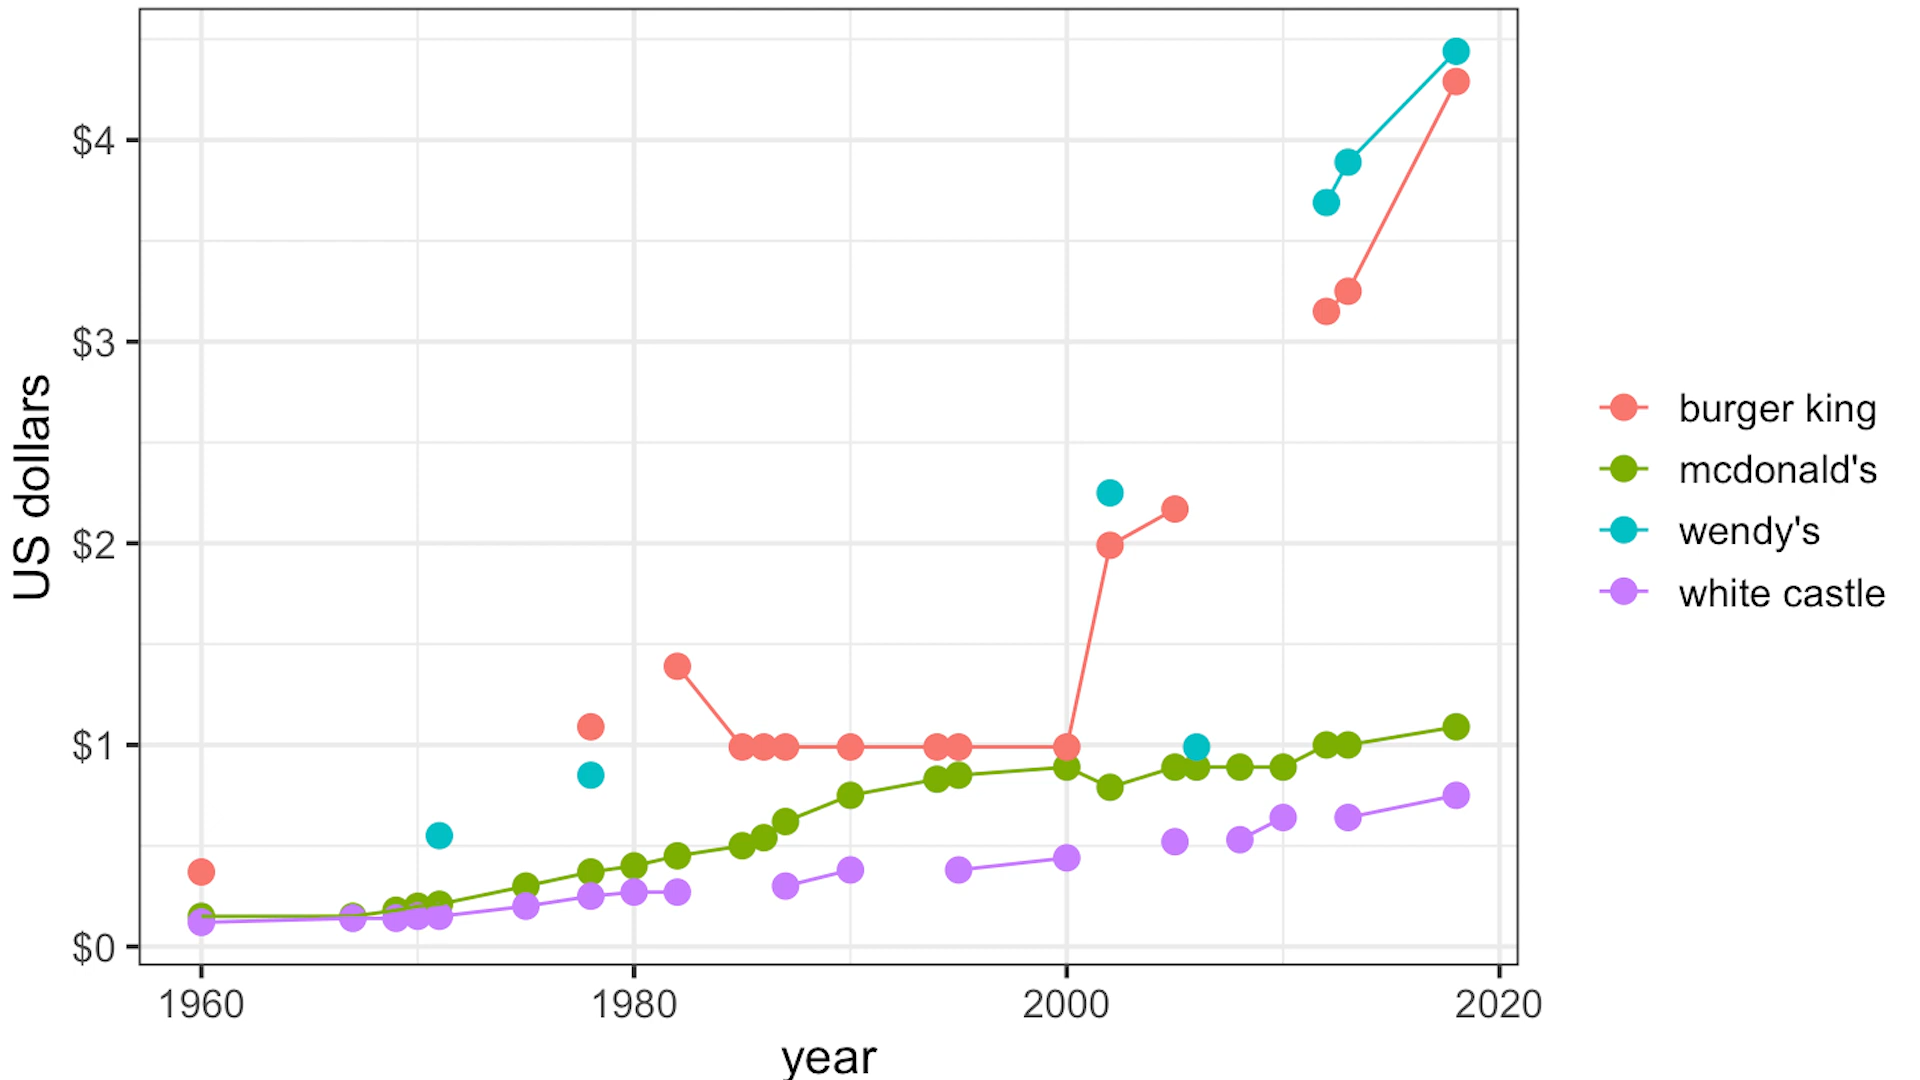 US dollars
$4
$3
$2
$1
$0
1960
1980
2000
2020
year
burger king
mcdonald's
wendy's
white castle